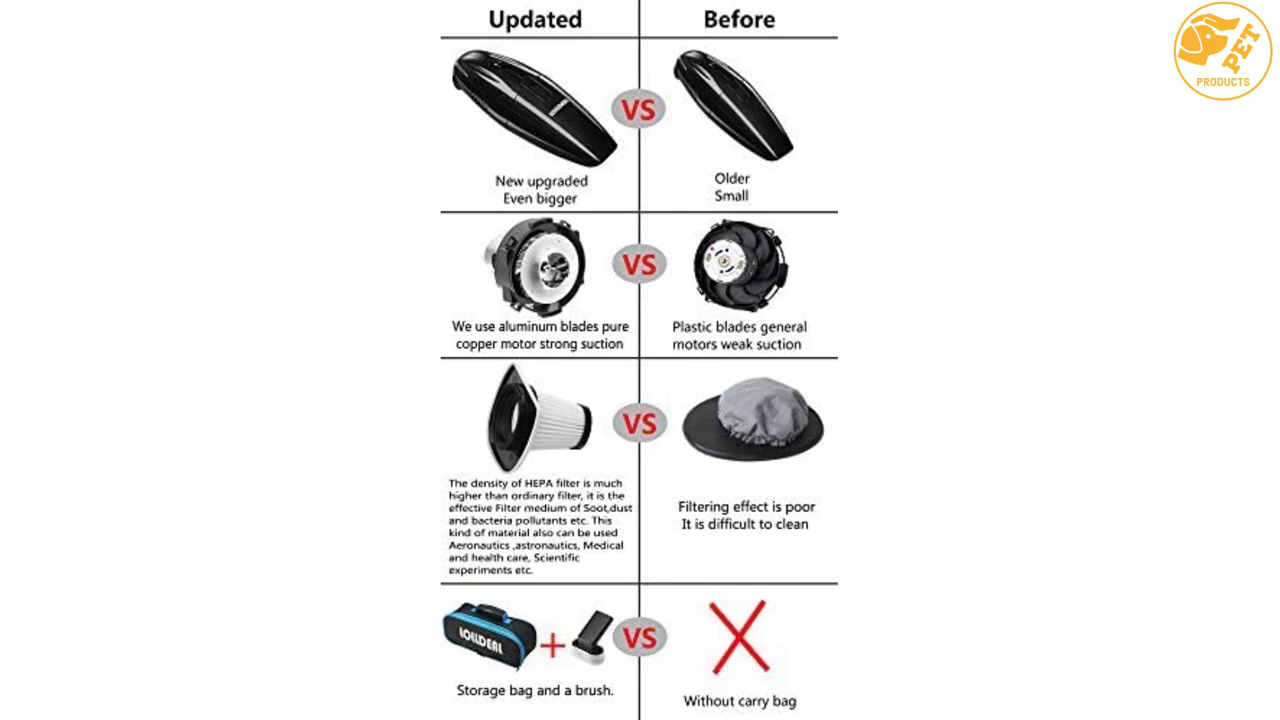 Updated
Before
VS
New upgraded
Even bigger
Older
Small
VS
We use aluminum blades pure
copper motor strong suction
Plastic blades general
motors weak suction
VS
The density of HEPA filter is much
higher than ordinary filter, it is the
effective Filter medium of Soot,dust
and bacteria pollutants etc. This
kind of material also can be used
Aeronautics ,astronautics, Medical
and health care, Scientific
experiments etc.
Filtering effect is poor
It is difficult to clean
LOLLDEAL
VS
Storage bag and a brush.
Without carry bag
PET
PRODUCTS